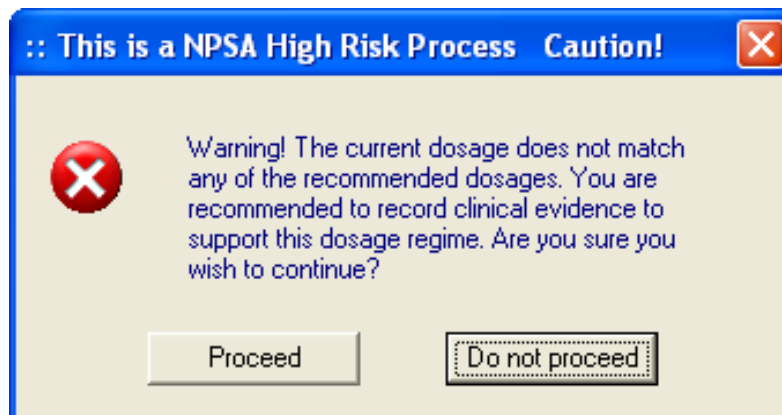 :: This is a NPSA High Risk Process Caution!
Warning! The current dosage does not match
any of the recommended dosages. You are
recommended to record clinical evidence to
support this dosage regime. Are you sure you
wish to continue?
Proceed
Do not proceed